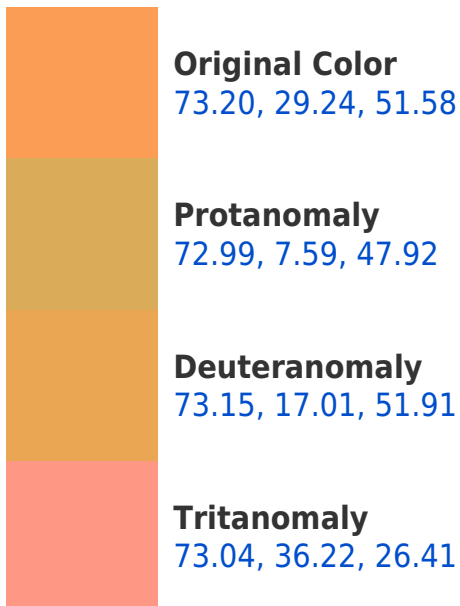 Original Color
73.20, 29.24, 51.58
Protanomaly
72.99, 7.59, 47.92
Deuteranomaly
73.15, 17.01, 51.91
Tritanomaly
73.04, 36.22, 26.41